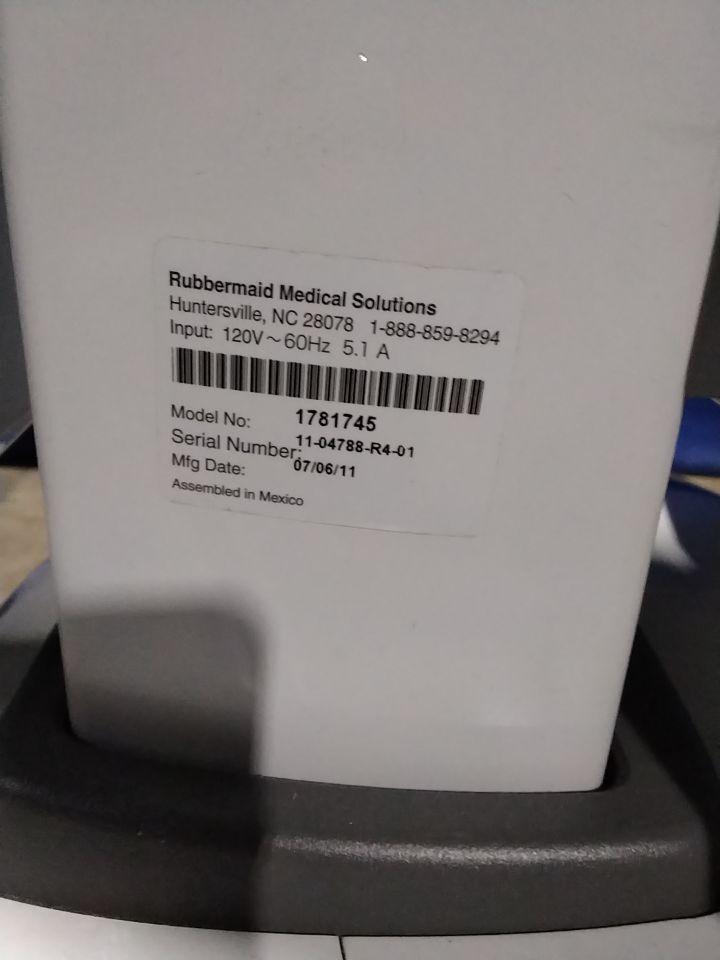 Rubbermaid Medical Solutions
Huntersville, NC 28078 1-888-859-8294
Input: 120V~60Hz 5.1 A
Model No: 1781745
Serial Number: 11-04788-R4-01
Mfg Date: 07/06/11
Assembled in Mexico